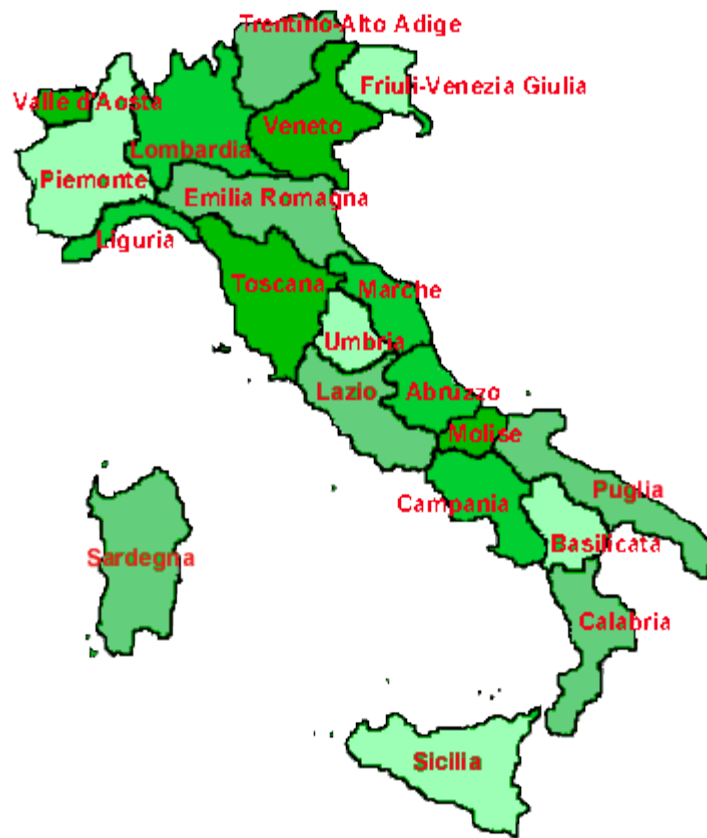 Trentino-Alto Adige
Friuli-Venezia Giulia
Valle d'Aosta
Veneto
Lombardia
Piemonte
Emilia Romagna
Liguria
Toscana
Marche
Umbria
Lazio
Abruzzo
Molise
Puglia
Campania
Basilicata
Sardegna
Calabria
Sicilia